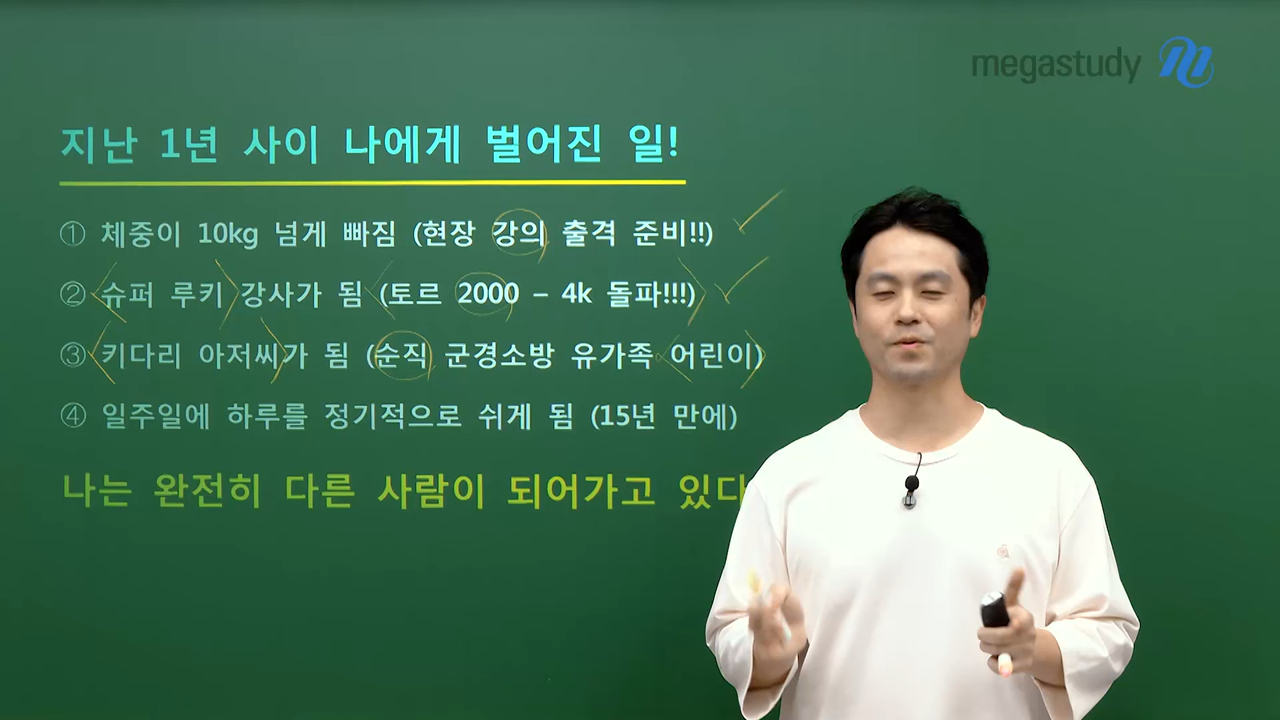 megastudy
지난 1년 사이 나에게 벌어진 일!
① 체중이 10kg 넘게 빠짐 (현장 강의 출격 준비!!)
② 슈퍼 루키 강사가 됨 (토르 2000 – 4k 돌파!!!)
③ 키다리 아저씨가 됨 (순직 군경소방 유가족 어린이)
④ 일주일에 하루를 정기적으로 쉬게 됨 (15년 만에)
나는 완전히 다른 사람이 되어가고 있다